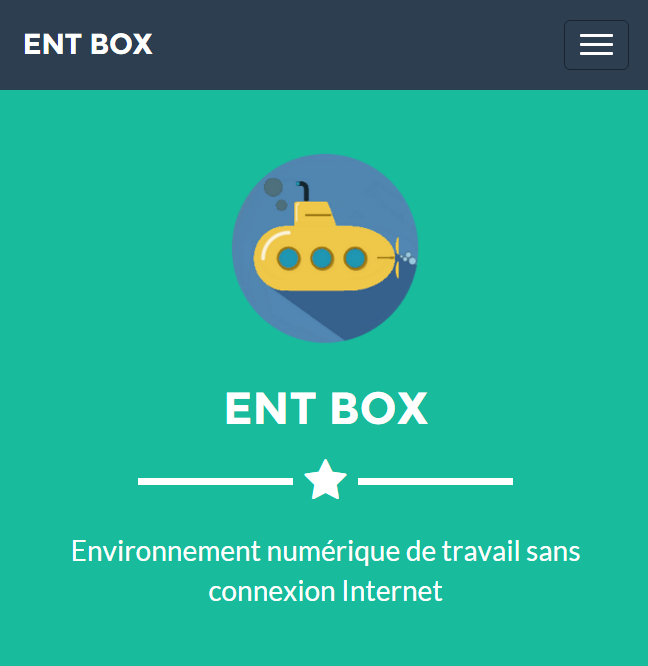 ENT BOX
ENT BOX
Environnement numérique de travail sans
connexion Internet